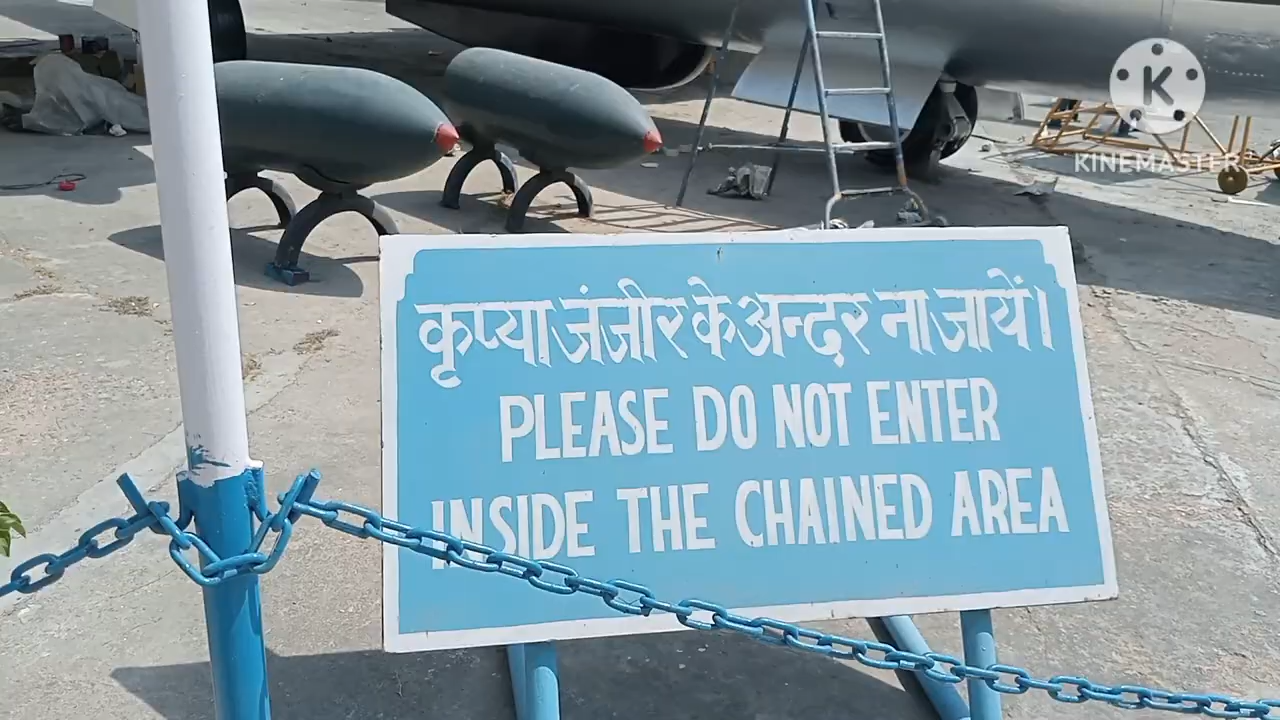 K
KINEMASTER
कृप्या जंजीर के अन्दर ना जायें।
PLEASE DO NOT ENTER
INSIDE THE CHAINED AREA